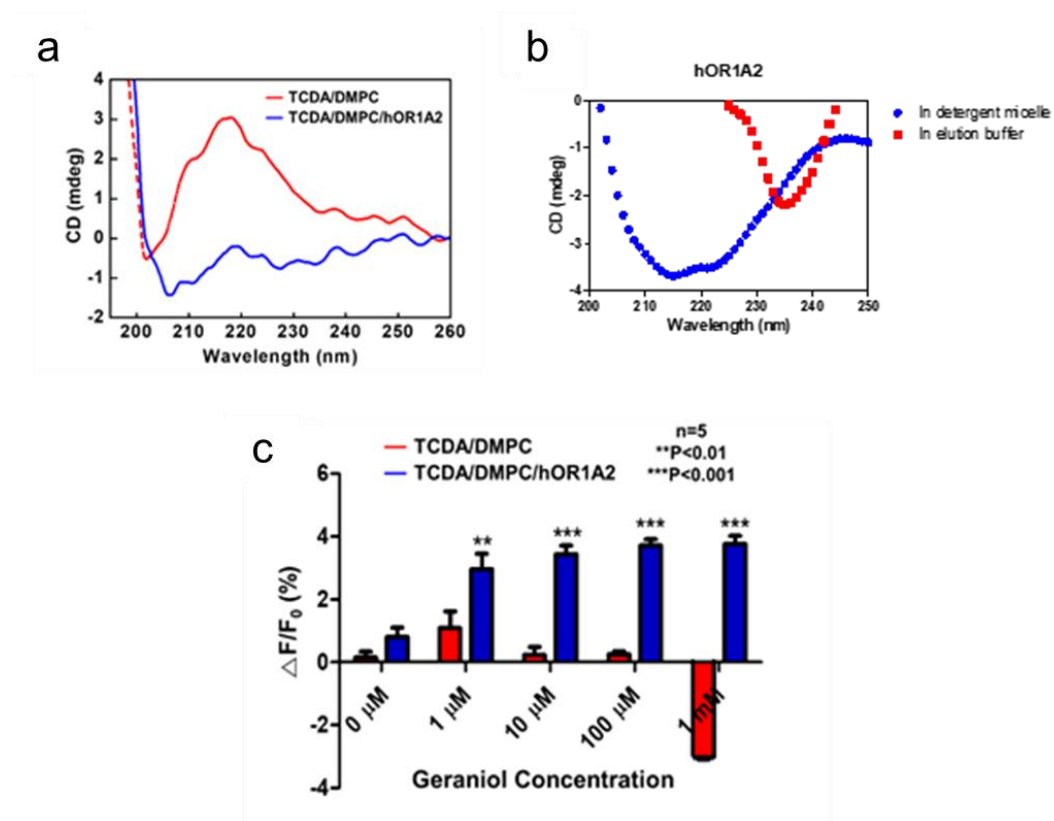 a
4
3
2
1
0
-1
-2
CD (mdeg)
TCDA/DMPC
TCDA/DMPC/hOR1A2
200 210 220 230 240 250 260
Wavelength (nm)
b
hOR1A2
0
-1
-2
-3
-4
CD (mdeg)
200 210 220 230 240 250
Wavelength (nm)
In detergent micelle
In elution buffer
c
TCDA/DMPC
TCDA/DMPC/hOR1A2
n=5
**P<0.01
***P<0.001
6
4
2
0
-2
-4
△F/F₀ (%)
** *** *** ***
0 μM 1 μM 10 μM 100 μM 1 mM
Geraniol Concentration